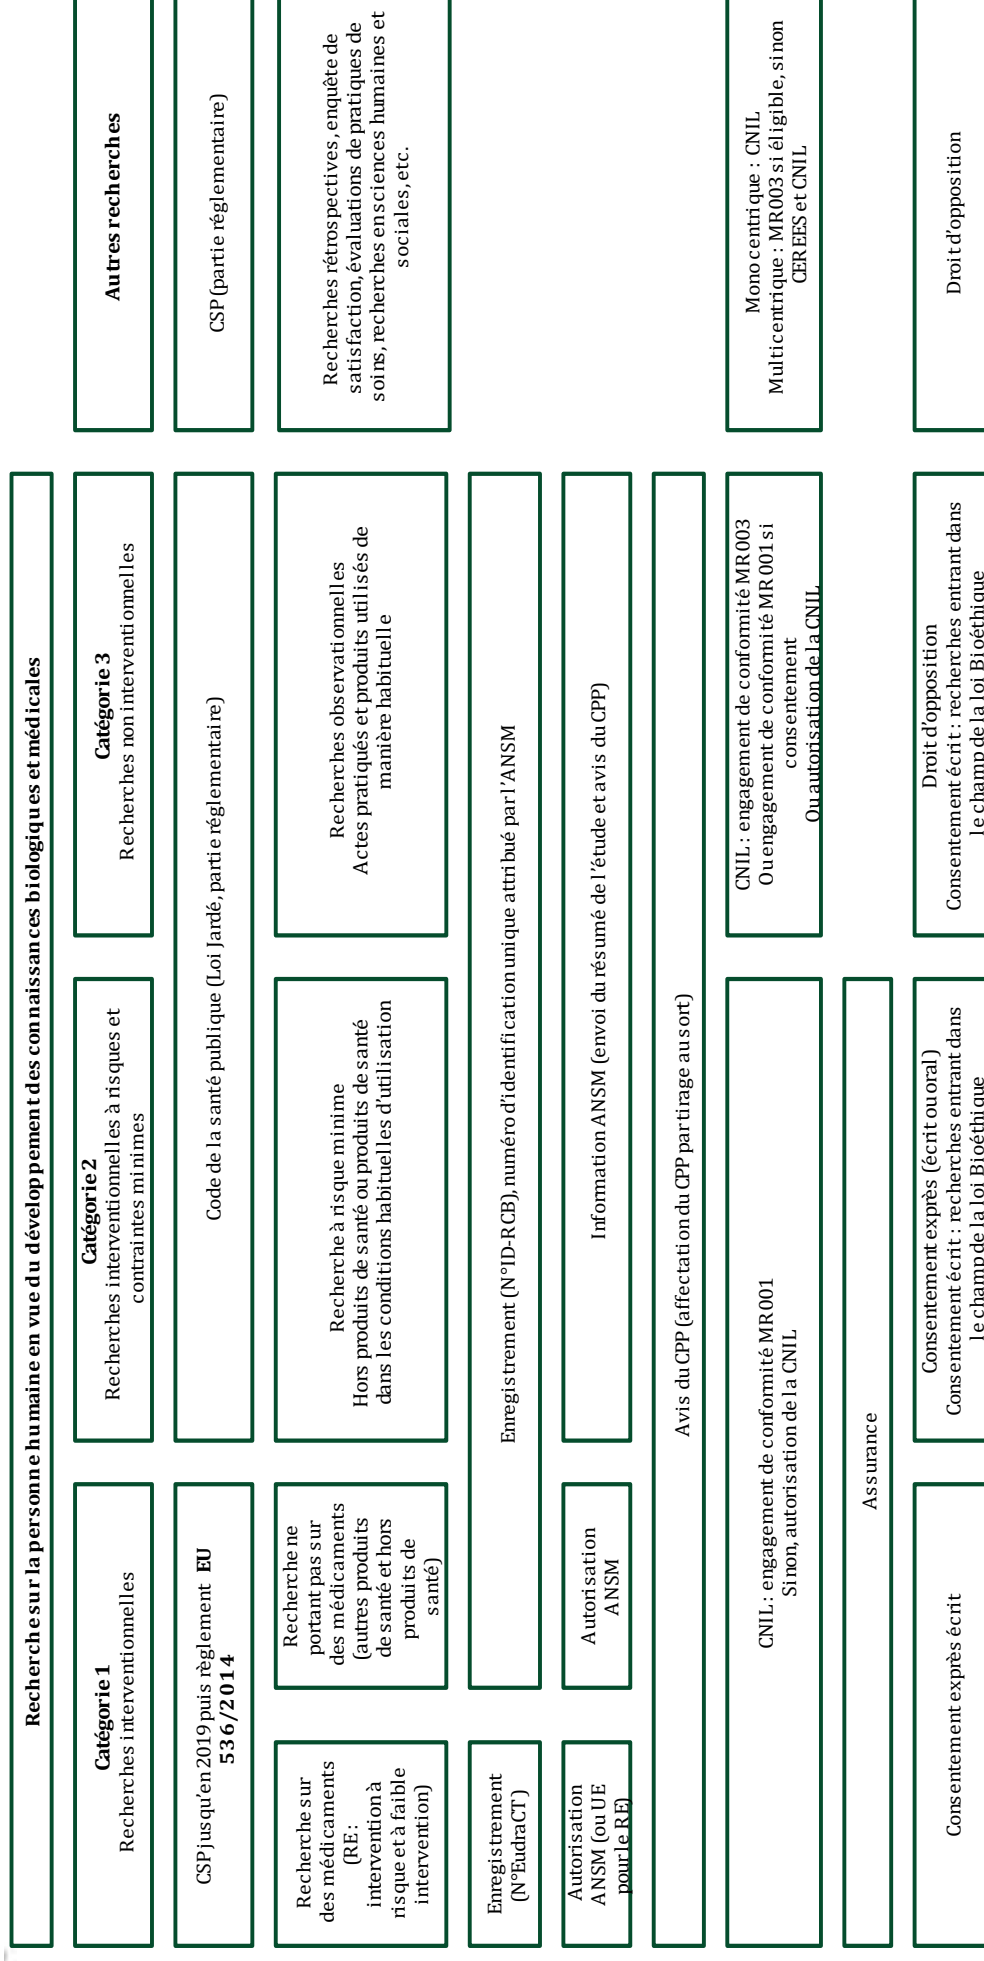 Recherche sur la personne humaine en vue du développement des connaissances biologiques et médicales
Catégorie 1
Recherches interventionnelles
Catégorie 2
Recherches interventionnelles à risques et
contraintes minimes
Catégorie 3
Recherches non interventionnelles
Autres recherches
CSP jusqu'en 2019 puis règlement EU
536/2014
Code de la santé publique (Loi Jardé, partie réglementaire)
CSP (partie réglementaire)
Recherche sur
des médicaments
(RE :
intervention à
risque et à faible
intervention)
Recherche ne
portant pas sur
des médicaments
(autres produits
de santé et hors
produits de
santé)
Recherche à risque minime
Hors produits de santé ou produits de santé
dans les conditions habituelles d'utilisation
Recherches observationnelles
Actes pratiqués et produits utilisés de
manière habituelle
Recherches rétrospectives, enquête de
satisfaction, évaluations de pratiques de
soins, recherches en sciences humaines et
sociales, etc.
Enregistrement
(N°EudraCT)
Enregistrement (N°ID-RCB), numéro d'identification unique attribué par l'ANSM
Autorisation
ANSM (ou UE
pour le RE)
Autorisation
ANSM
Information ANSM (envoi du résumé de l'étude et avis du CPP)
Avis du CPP (affectation du CPP par tirage au sort)
CNIL : engagement de conformité MR001
Sinon, autorisation de la CNIL
CNIL : engagement de conformité MR003
Ou engagement de conformité MR 001 si
consentement
Ou autorisation de la CNIL
Monocentrique : CNIL
Multicentrique : MR003 si éligible, sinon
CEREES et CNIL
Assurance
Consentement exprès écrit
Consentement exprès (écrit ou oral)
Consentement écrit : recherches entrant dans
le champ de la loi Bioéthique
Droit d'opposition
Consentement écrit : recherches entrant dans
le champ de la loi Bioéthique
Droit d'opposition